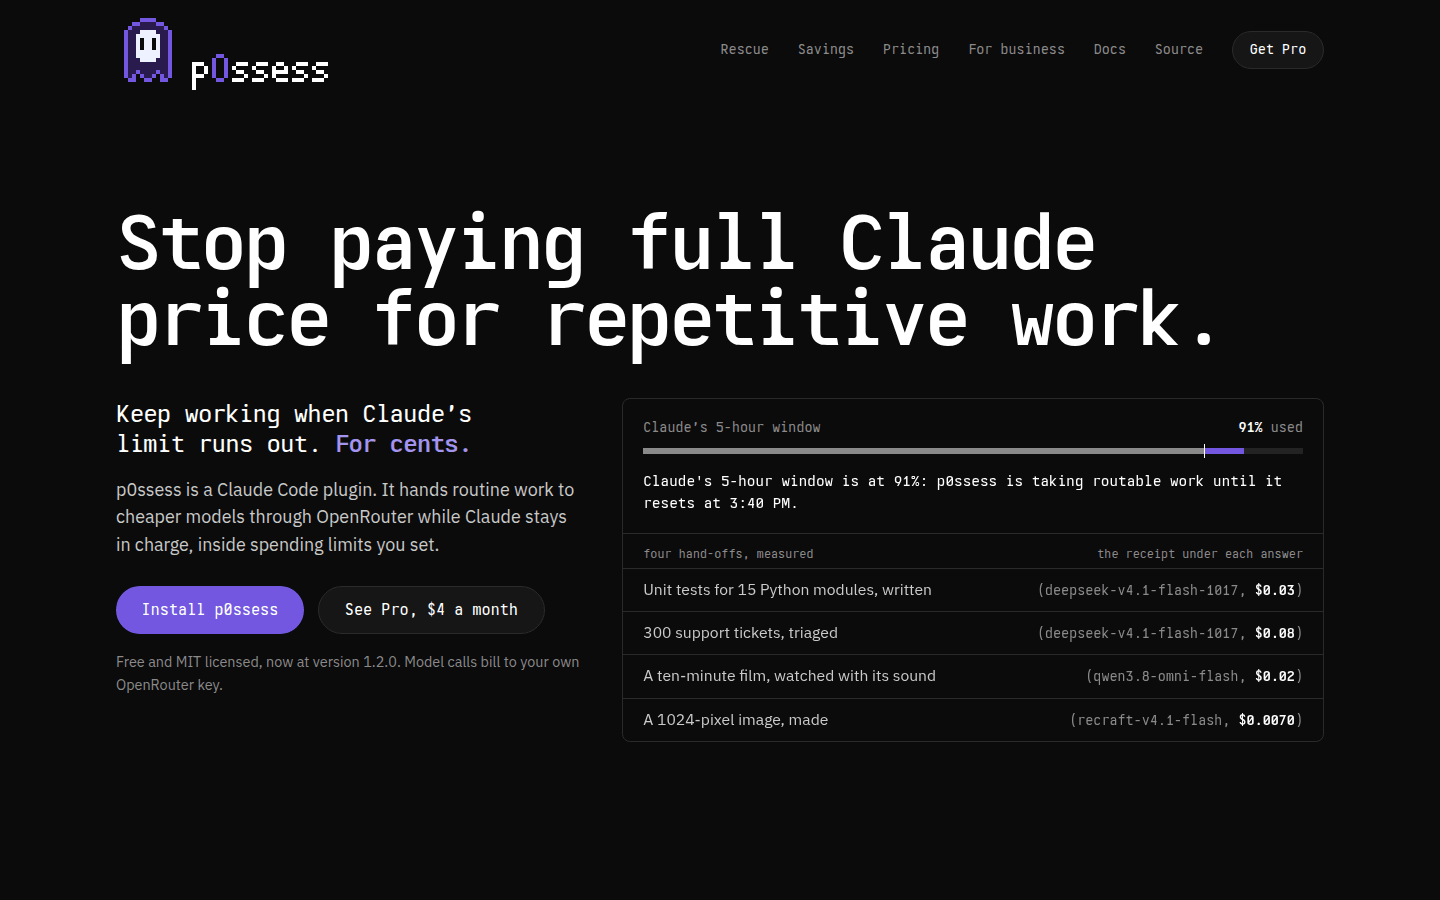 p0ssess
Rescue Savings Pricing For business Docs Source Get Pro
Stop paying full Claude
price for repetitive work.
Keep working when Claude’s
limit runs out. For cents.
p0ssess is a Claude Code plugin. It hands routine work to
cheaper models through OpenRouter while Claude stays
in charge, inside spending limits you set.
Install p0ssess
See Pro, $4 a month
Free and MIT licensed, now at version 1.2.0. Model calls bill to your own
OpenRouter key.
Claude’s 5-hour window 91% used
Claude's 5-hour window is at 91%: p0ssess is taking routable work until it
resets at 3:40 PM.
four hand-offs, measured the receipt under each answer
Unit tests for 15 Python modules, written (deepseek-v4.1-flash-1017, $0.03)
300 support tickets, triaged (deepseek-v4.1-flash-1017, $0.08)
A ten-minute film, watched with its sound (qwen3.8-omni-flash, $0.02)
A 1024-pixel image, made (recraft-v4.1-flash, $0.0070)